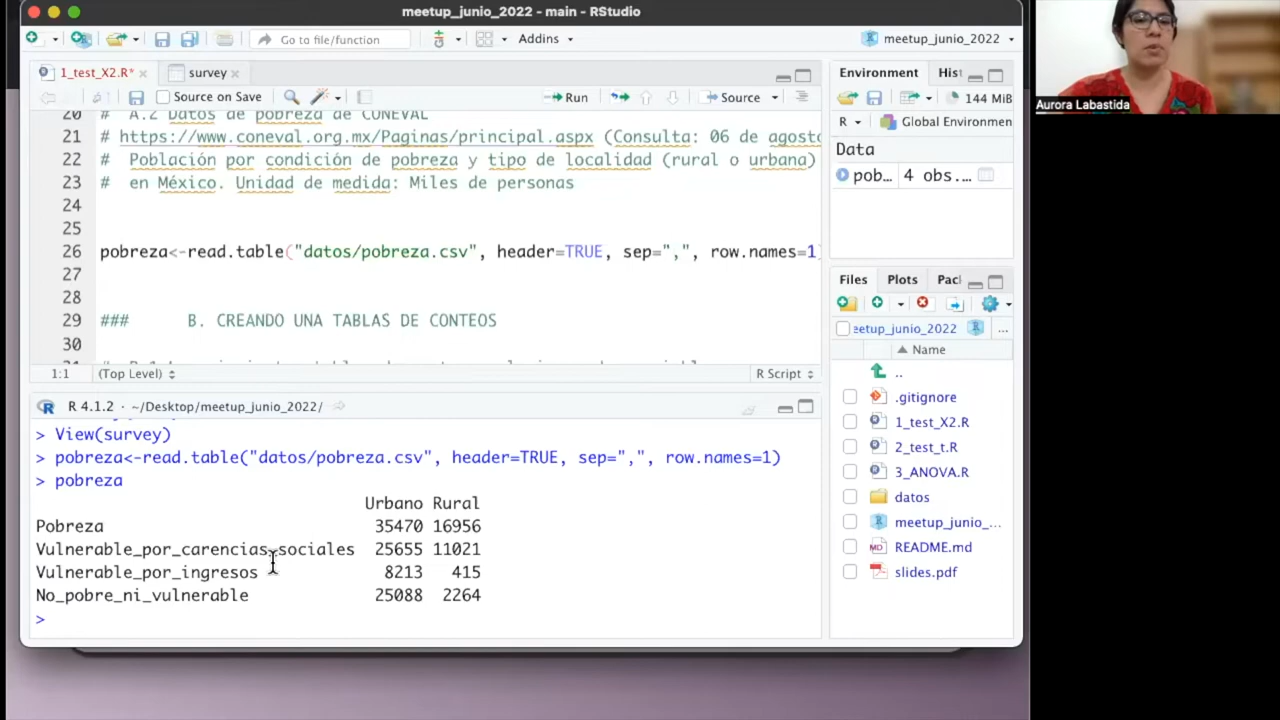 meetup_junio_2022 - main - RStudio
Go to file/function
Addins
meetup_junio_2022
1_test_X2.R*
survey
Source on Save
Run
Source
20 # A.2 Datos de pobreza de CONEVAL
21 # https://www.coneval.org.mx/Paginas/principal.aspx (Consulta: 06 de agosto
22 # Población por condición de pobreza y tipo de localidad (rural o urbana)
23 # en México. Unidad de medida: Miles de personas
24
25
26 pobreza<-read.table("datos/pobreza.csv", header=TRUE, sep=",", row.names=1)
27
28
29 ### B. CREANDO UNA TABLAS DE CONTEOS
30
1:1 (Top Level) R Script
R 4.1.2 · ~/Desktop/meetup_junio_2022/
> View(survey)
> pobreza<-read.table("datos/pobreza.csv", header=TRUE, sep=",", row.names=1)
> pobreza
Urbano Rural
Pobreza 35470 16956
Vulnerable_por_carencias_sociales 25655 11021
Vulnerable_por_ingresos 8213 415
No_pobre_ni_vulnerable 25088 2264
>
Environment Hist
144 MiB
R Global Environmen
Data
pob... 4 obs....
Files Plots Pac
eetup_junio_2022 ...
Name
..
.gitignore
1_test_X2.R
2_test_t.R
3_ANOVA.R
datos
meetup_junio_...
README.md
slides.pdf
Aurora Labastida